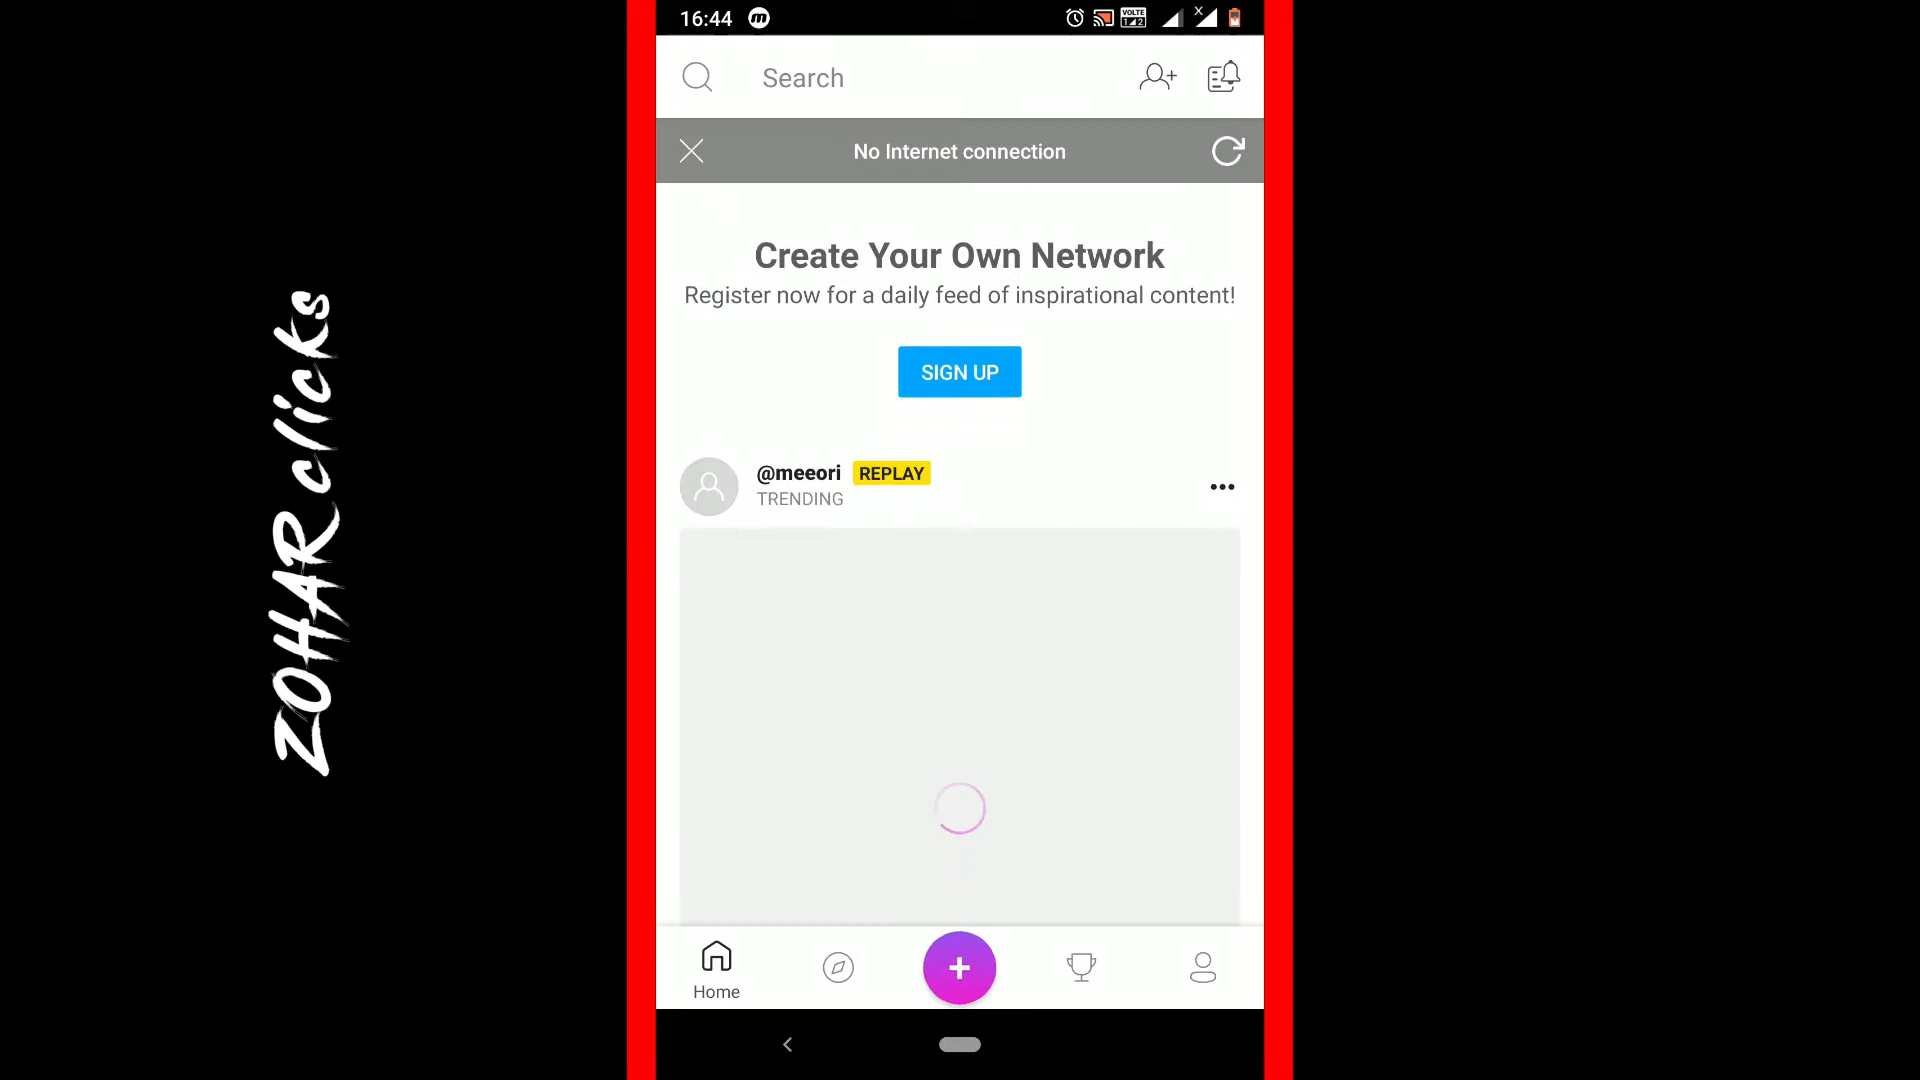 16:44
VOLTE
Search
No Internet connection
Create Your Own Network
Register now for a daily feed of inspirational content!
SIGN UP
@meeori REPLAY
TRENDING
Home
ZOHAR clicks